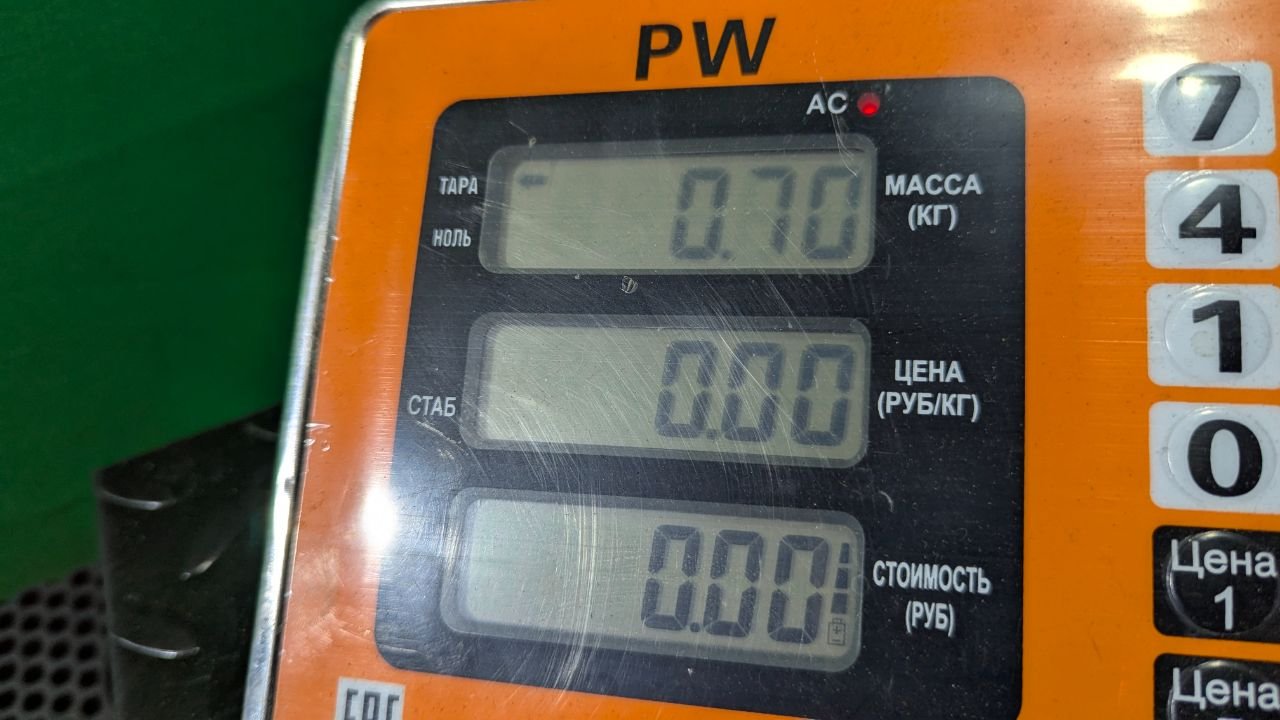 PW
AC
ТАРА
НОЛЬ
0.70
МАССА
(КГ)
СТАБ
0.00
ЦЕНА
(РУБ/КГ)
0.00
СТОИМОСТЬ
(РУБ)
7
4
1
0
Цена
1
Цена
EAC